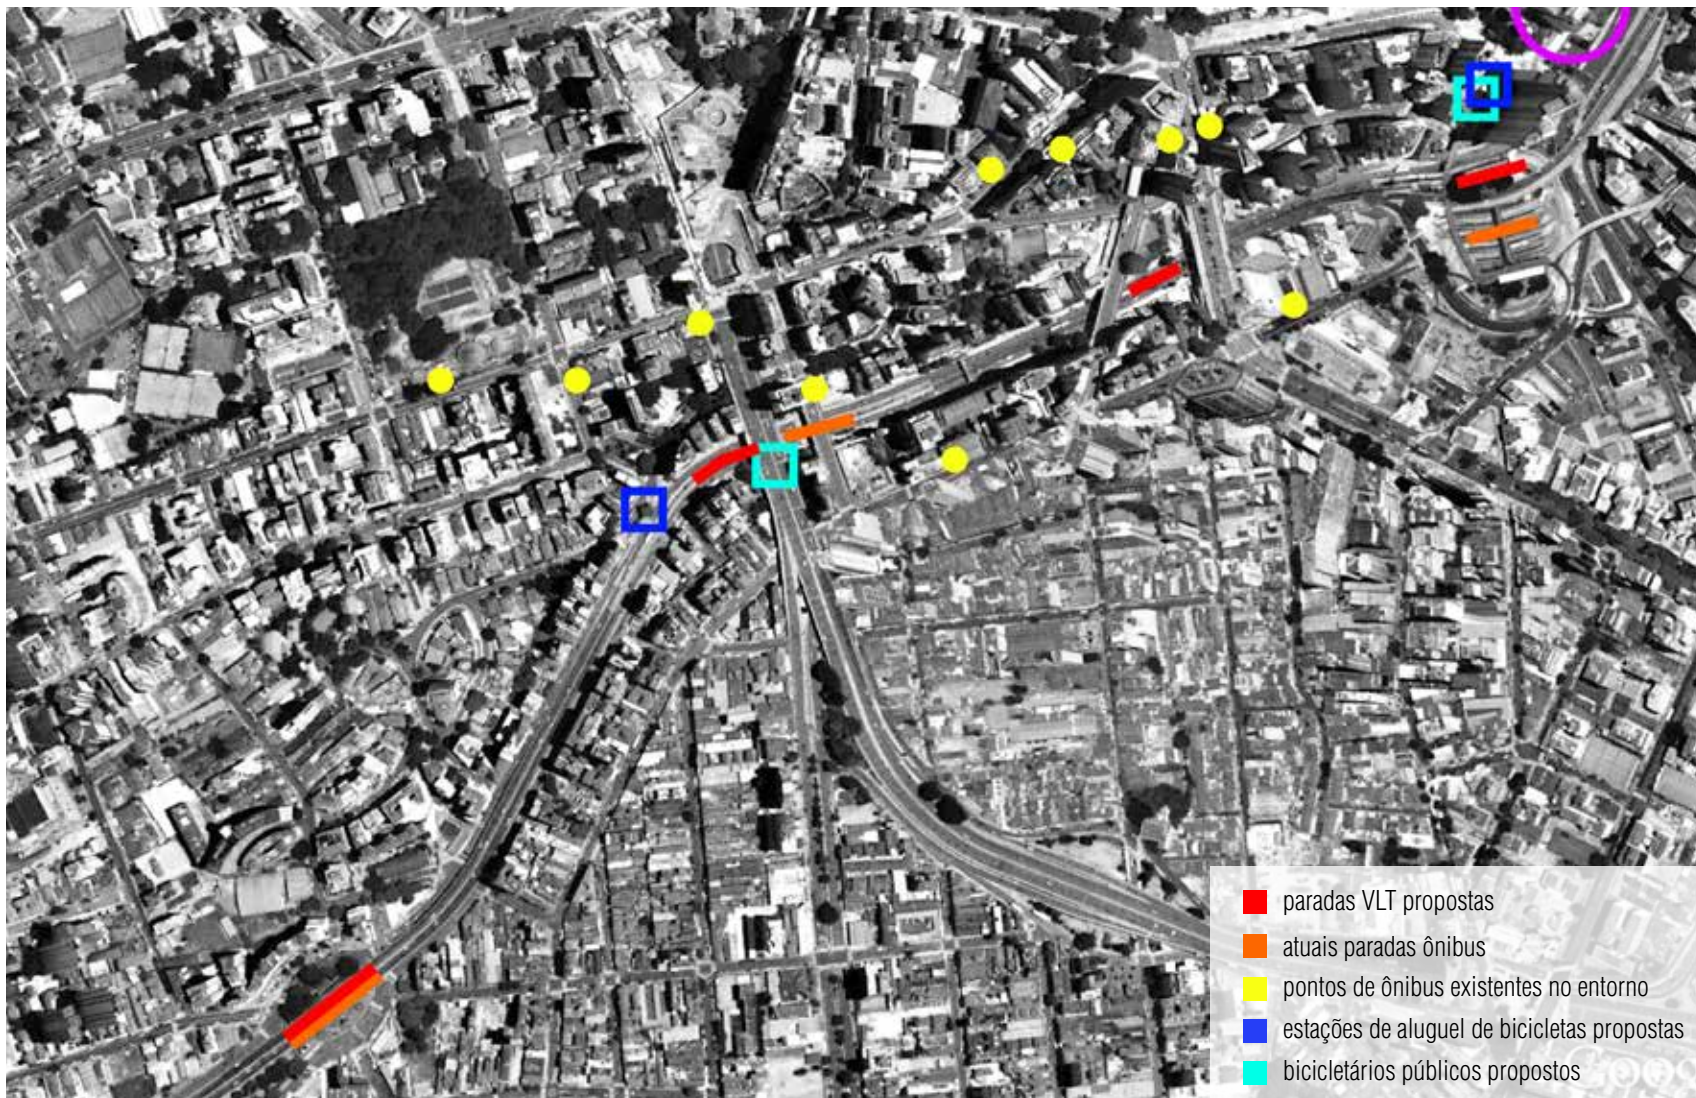 paradas VLT propostas
atuais paradas ônibus
pontos de ônibus existentes no entorno
estações de aluguel de bicicletas propostas
bicicletários públicos propostos